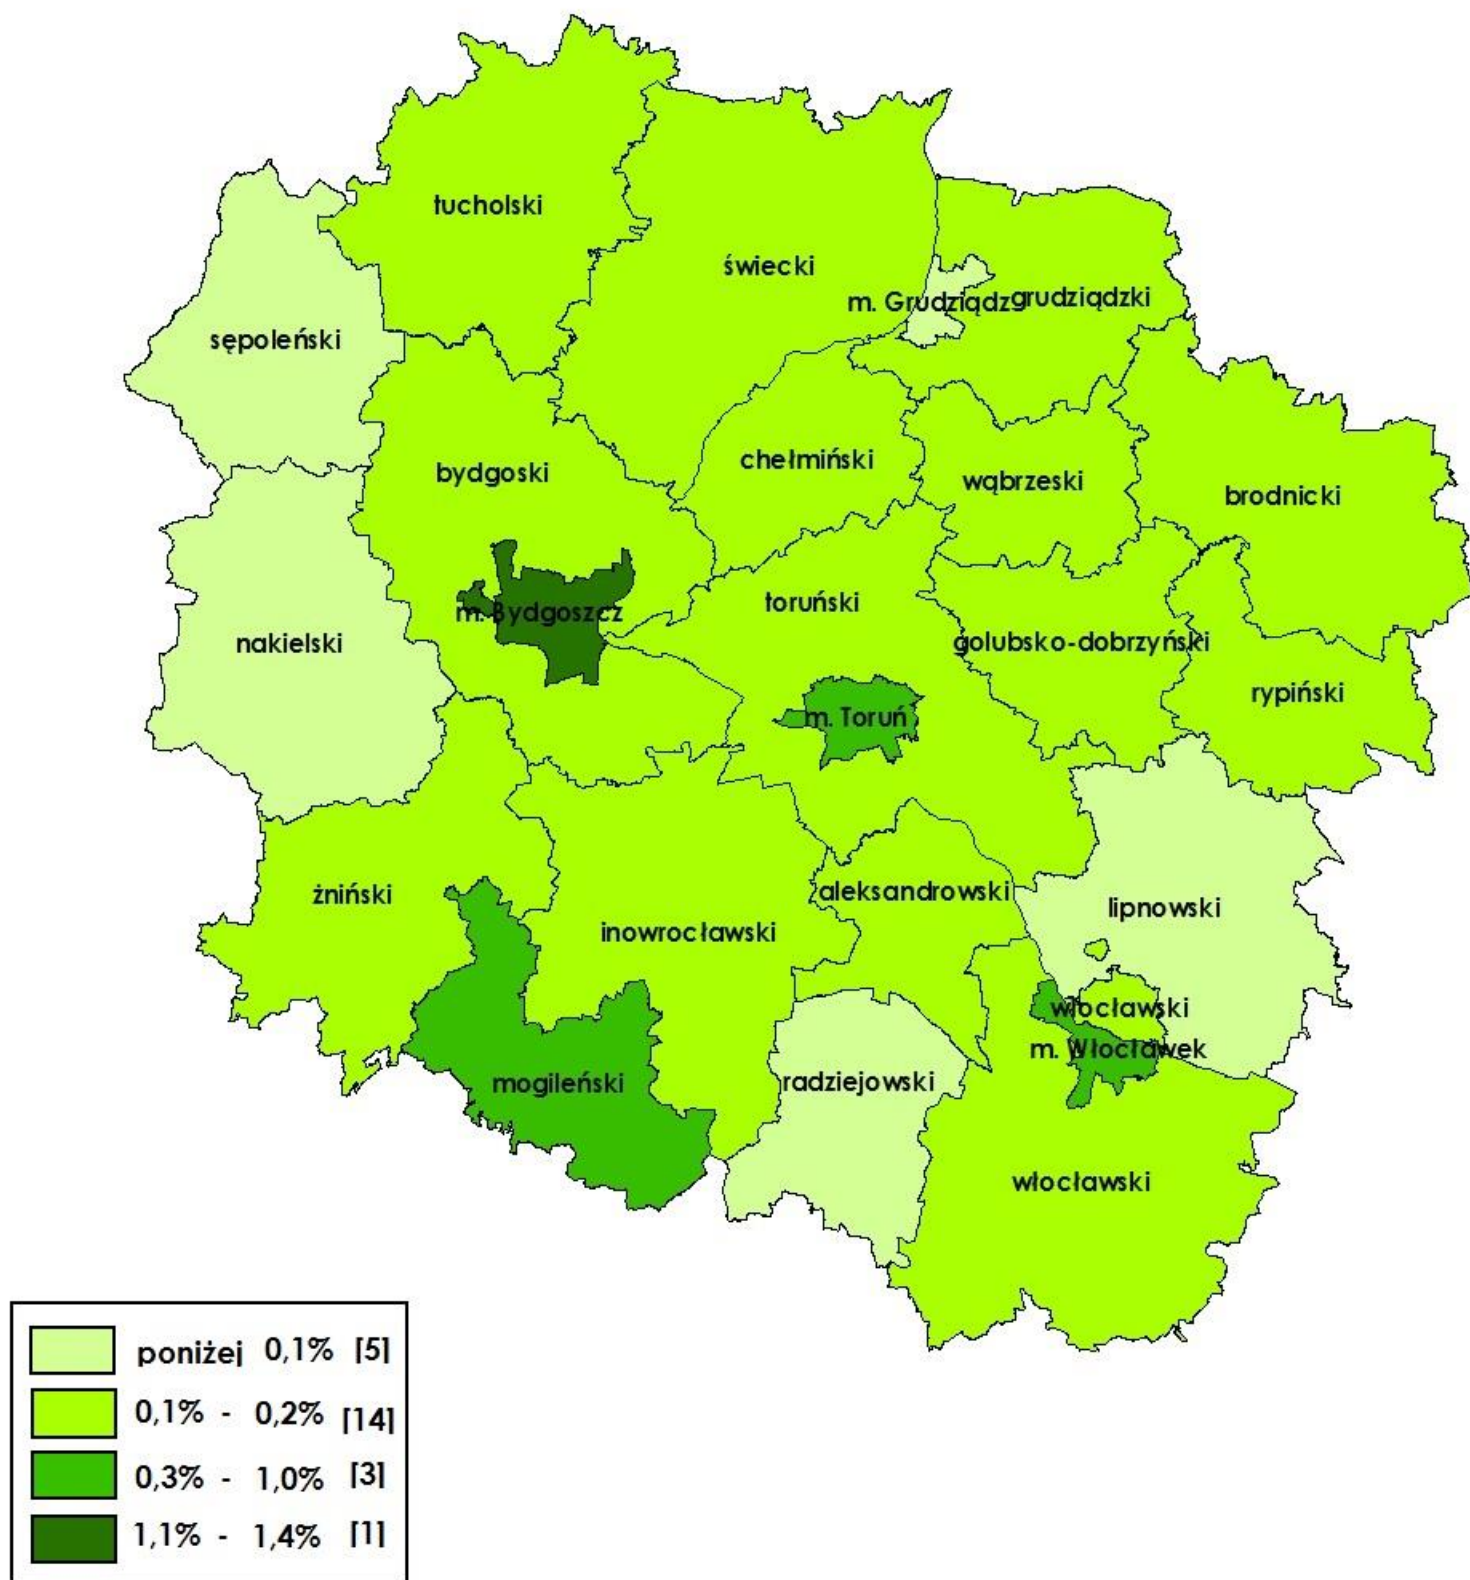 tucholski
świecki
m. Grudziądz
grudziądzki
sępoleński
chełmiński
bydgoski
wąbrzeski
brodnicki
toruński
m. Bydgoszcz
nakielski
golubsko-dobrzyński
rypiński
m. Toruń
żniński
aleksandrowski
lipnowski
inowrocławski
włocławski
m. Włocławek
mogileński
radziejowski
włocławski
poniżej 0,1% [5]
0,1% - 0,2% [14]
0,3% - 1,0% [3]
1,1% - 1,4% [1]